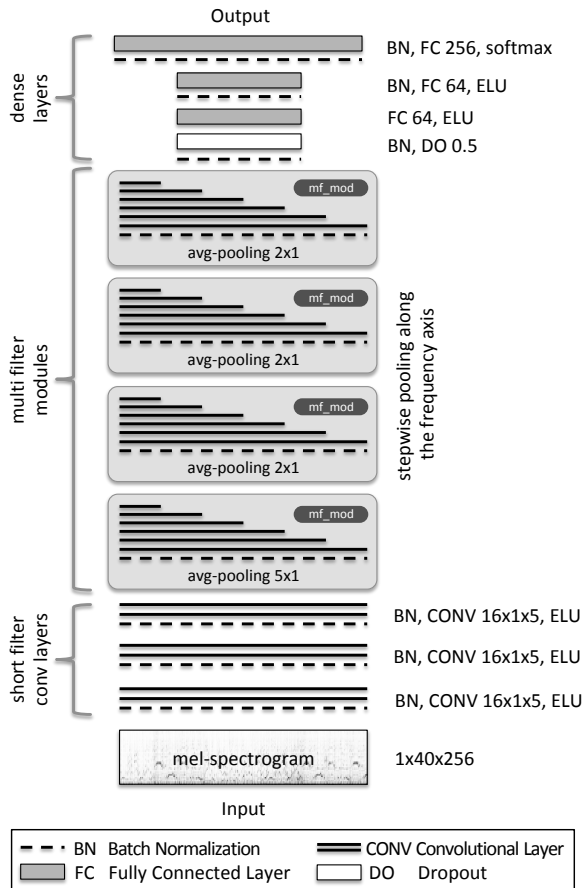 Output
BN, FC 256, softmax
BN, FC 64, ELU
FC 64, ELU
BN, DO 0.5
dense
layers
mf_mod
avg-pooling 2x1
mf_mod
avg-pooling 2x1
mf_mod
avg-pooling 2x1
mf_mod
avg-pooling 5x1
multi filter
modules
stepwise pooling along
the frequency axis
BN, CONV 16x1x5, ELU
BN, CONV 16x1x5, ELU
BN, CONV 16x1x5, ELU
short filter
conv layers
mel-spectrogram
1x40x256
Input
BN Batch Normalization
CONV Convolutional Layer
FC Fully Connected Layer
DO Dropout